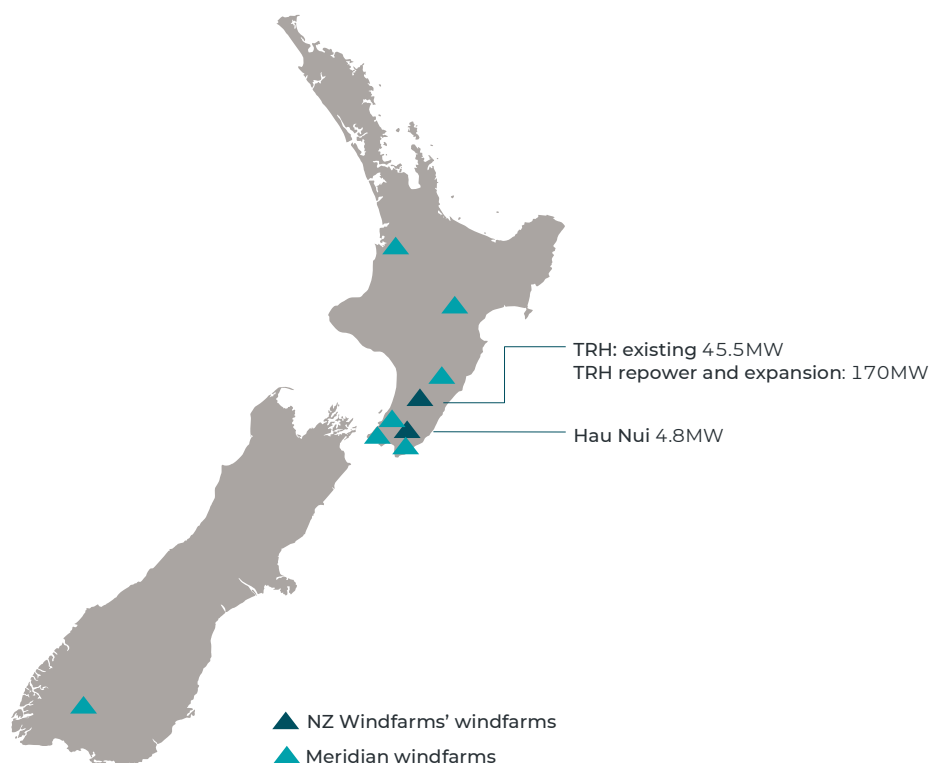 TRH: existing 45.5MW
TRH repower and expansion: 170MW
Hau Nui 4.8MW
NZ Windfarms’ windfarms
Meridian windfarms